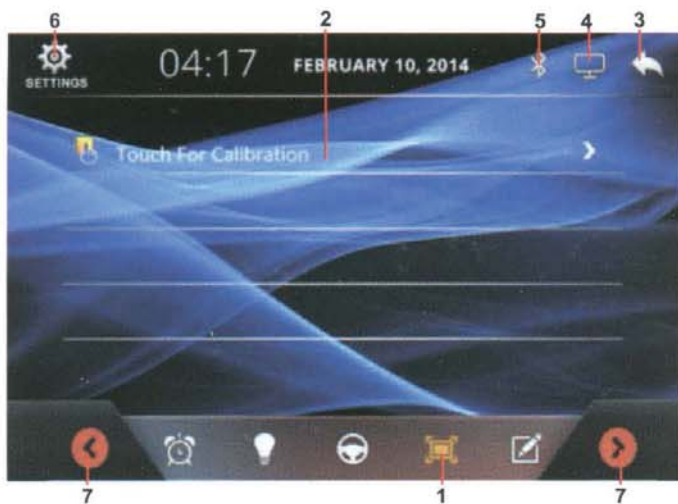 6 2 5 4 3
SETTINGS 04:17 FEBRUARY 10, 2014
Touch For Calibration
7 1 7